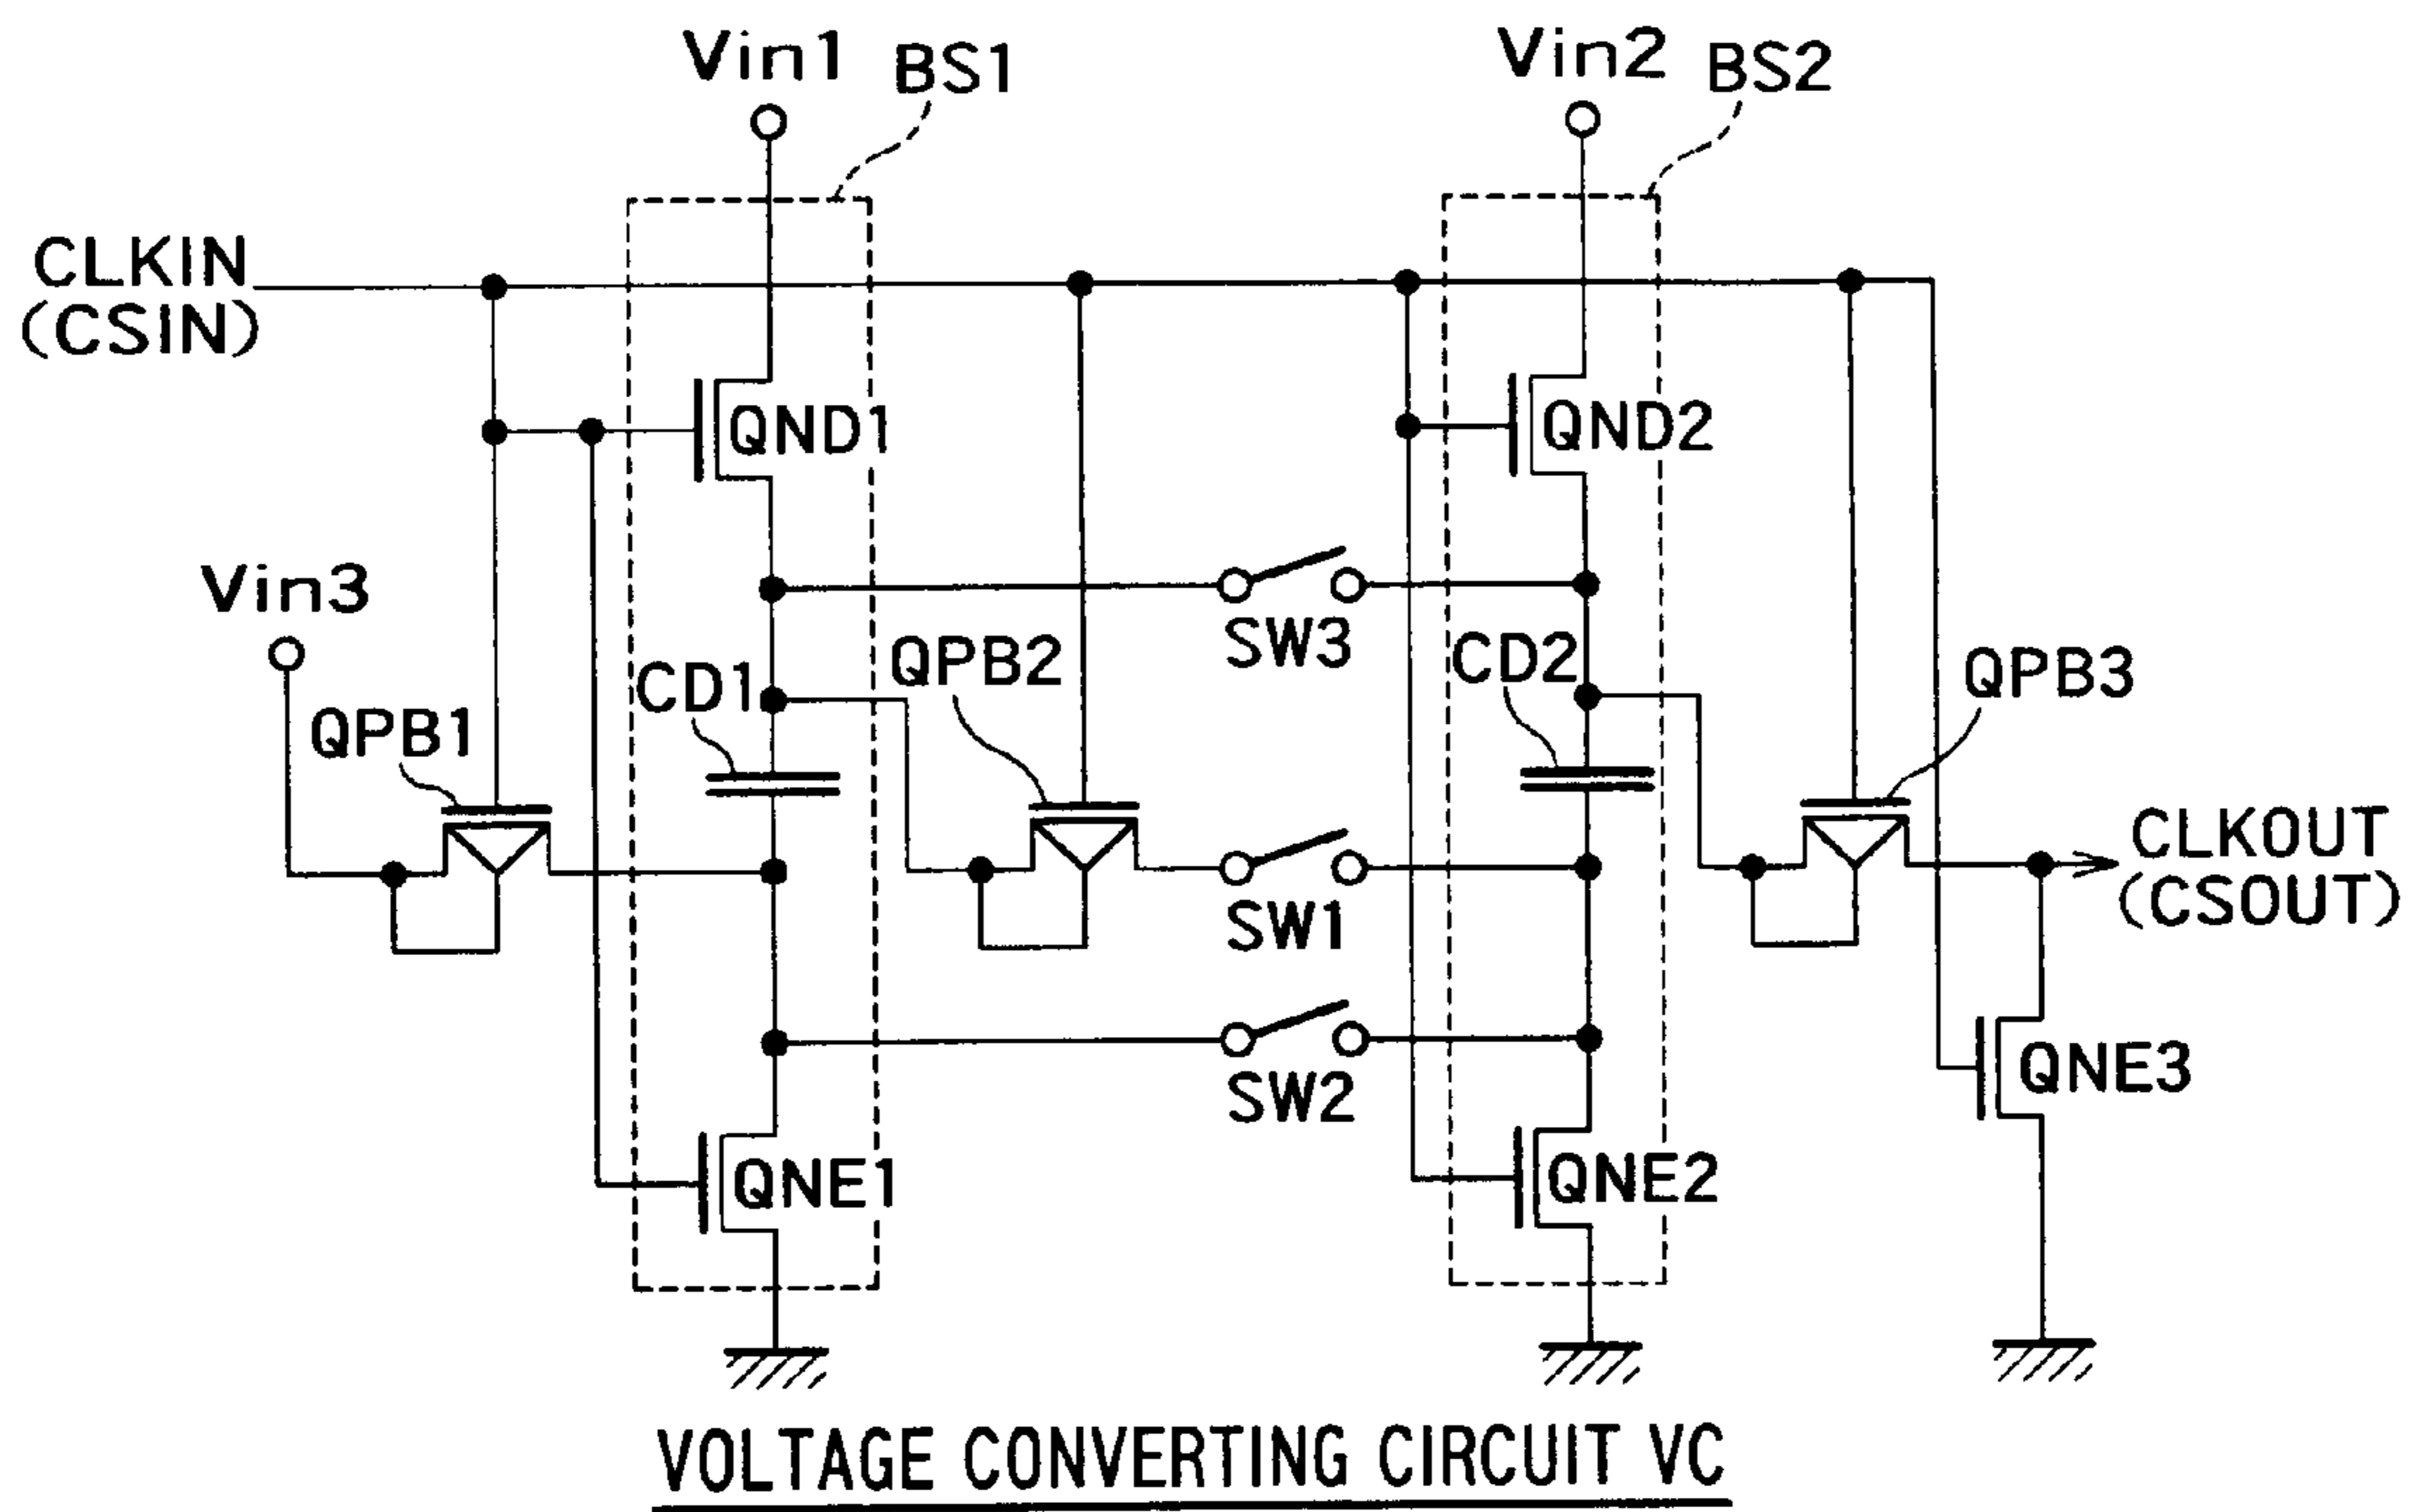 Vin1
BS1
Vin2
BS2
CLKIN
(CSIN)
QND1
QND2
Vin3
SW3
CD1
QPB2
CD2
QPB3
QPB1
CLKOUT
(CSOUT)
SW1
SW2
QNE3
QNE1
QNE2
VOLTAGE CONVERTING CIRCUIT VC